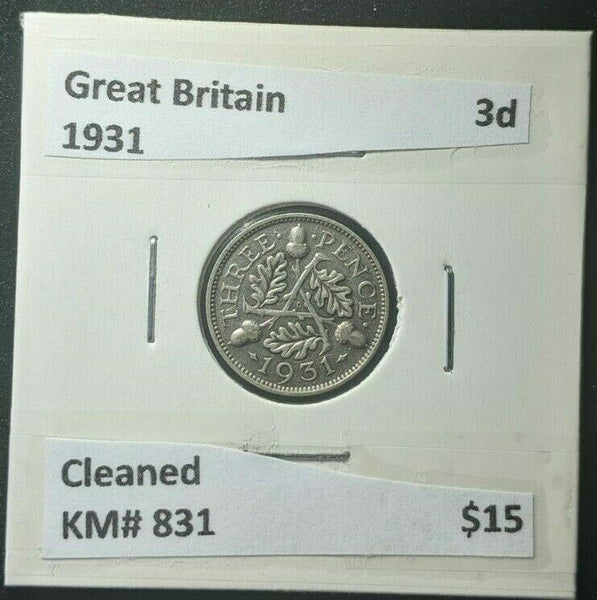 Great Britain 3d
1931
THREE · PENCE ·
1931
Cleaned
KM# 831 $15